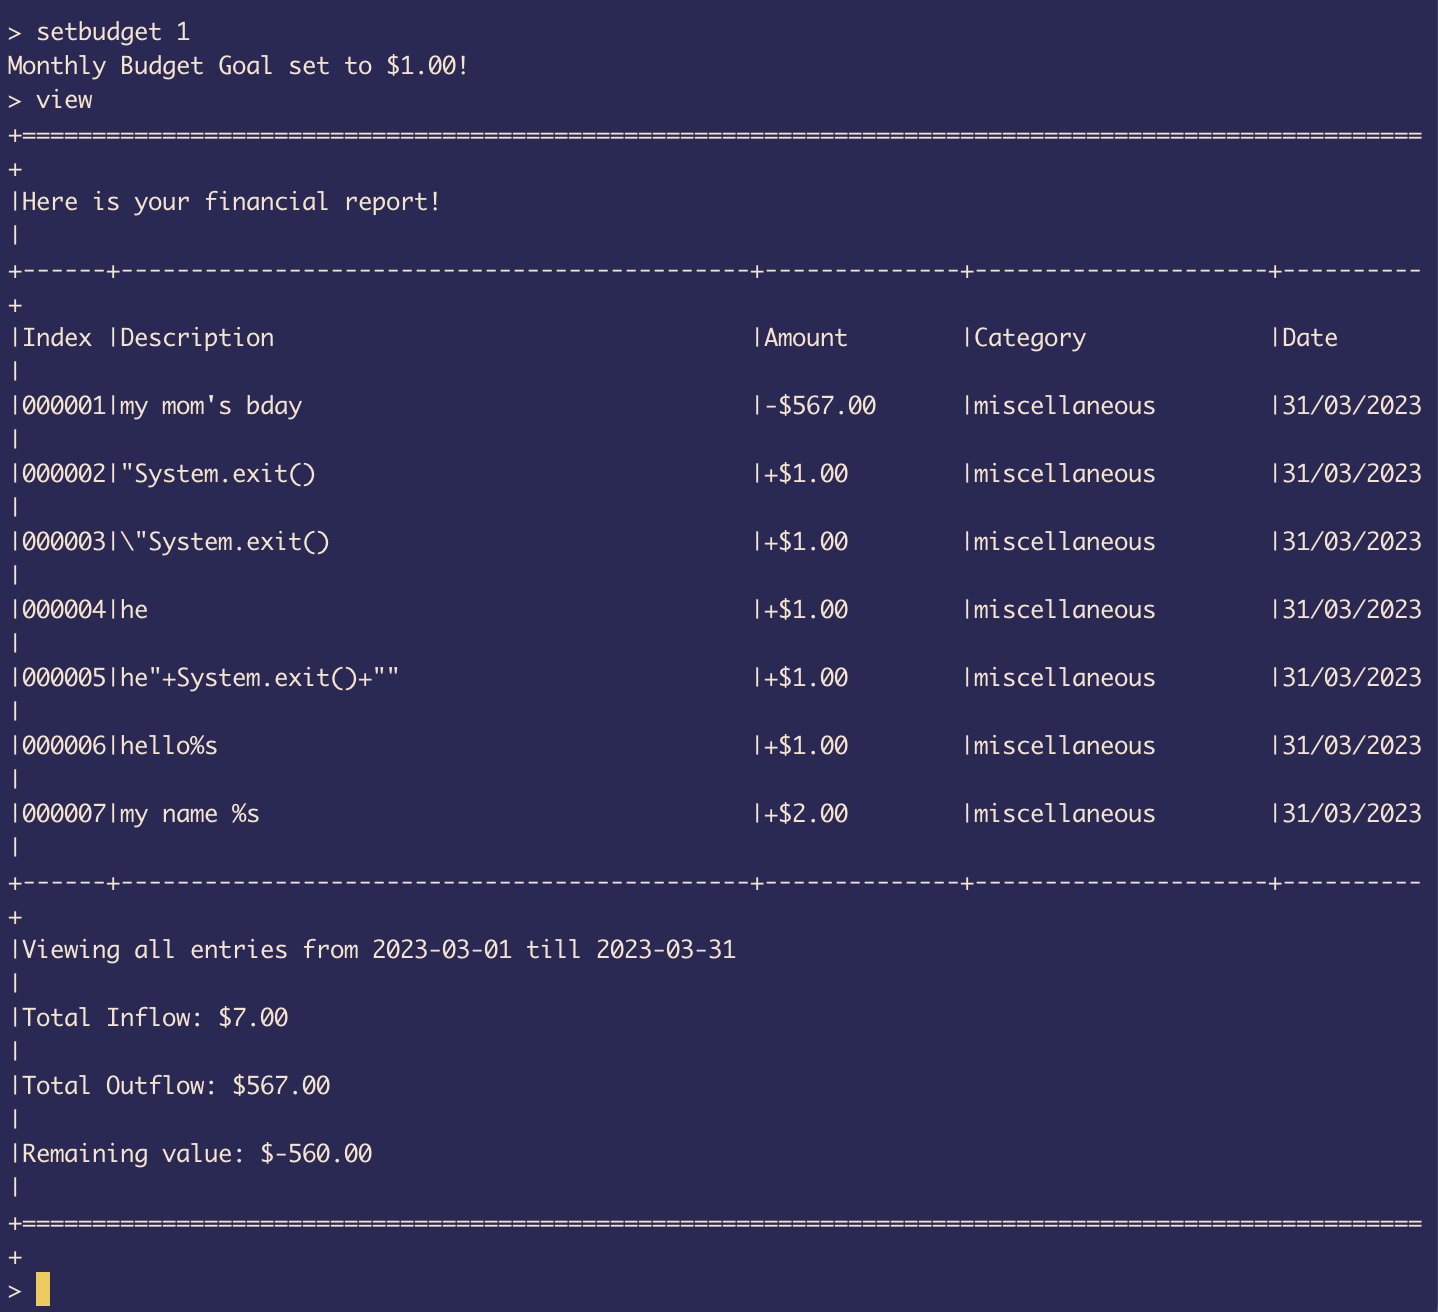 > setbudget 1
Monthly Budget Goal set to $1.00!
> view
+====================================================================================================
+
|Here is your financial report!
|
+------+---------------------------------------------+--------------+---------------------+----------
+
|Index |Description                                  |Amount        |Category             |Date
|
|000001|my mom's bday                                |-$567.00      |miscellaneous        |31/03/2023
|
|000002|"System.exit()                               |+$1.00        |miscellaneous        |31/03/2023
|
|000003|\"System.exit()                              |+$1.00        |miscellaneous        |31/03/2023
|
|000004|he                                           |+$1.00        |miscellaneous        |31/03/2023
|
|000005|he"+System.exit()+""                         |+$1.00        |miscellaneous        |31/03/2023
|
|000006|hello%s                                      |+$1.00        |miscellaneous        |31/03/2023
|
|000007|my name %s                                   |+$2.00        |miscellaneous        |31/03/2023
|
+------+---------------------------------------------+--------------+---------------------+----------
+
|Viewing all entries from 2023-03-01 till 2023-03-31
|
|Total Inflow: $7.00
|
|Total Outflow: $567.00
|
|Remaining value: $-560.00
|
+====================================================================================================
+
>